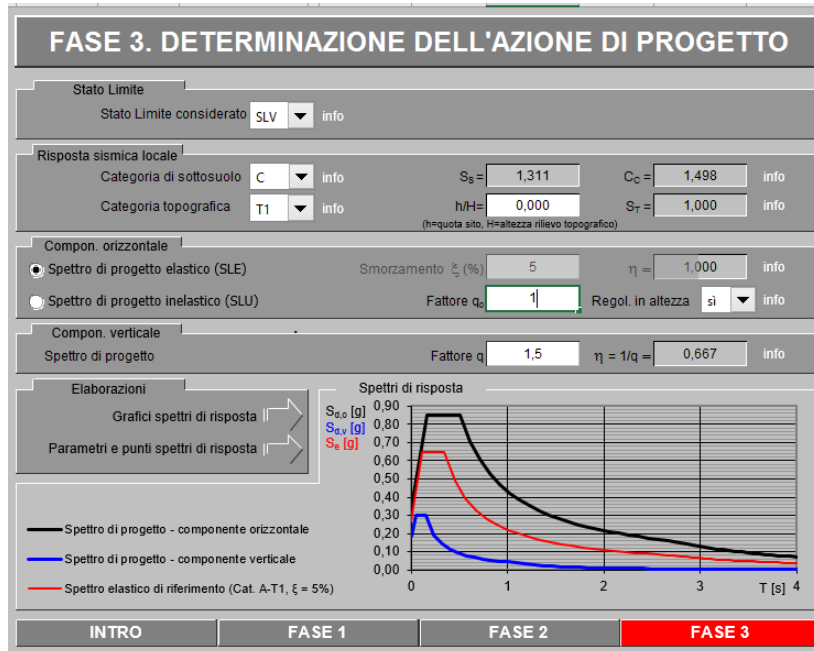 FASE 3. DETERMINAZIONE DELL'AZIONE DI PROGETTO
Stato Limite
Stato Limite considerato SLV info
Risposta sismica locale
Categoria di sottosuolo C info S_S = 1,311 C_C = 1,498 info
Categoria topografica T1 info h/H= 0,000 S_T = 1,000 info
(h=quota sito, H=altezza rilievo topografico)
Compon. orizzontale
Spettro di progetto elastico (SLE) Smorzamento ξ (%) 5 η = 1,000 info
Spettro di progetto inelastico (SLU) Fattore q_o 1 Regol. in altezza sì info
Compon. verticale
Spettro di progetto Fattore q 1,5 η = 1/q = 0,667 info
Elaborazioni
Grafici spettri di risposta
Parametri e punti spettri di risposta
Spettri di risposta
S_d,o [g]
S_d,v [g]
S_e [g]
0,90
0,80
0,70
0,60
0,50
0,40
0,30
0,20
0,10
0,00
0 1 2 3 T [s] 4
Spettro di progetto - componente orizzontale
Spettro di progetto - componente verticale
Spettro elastico di riferimento (Cat. A-T1, ξ = 5%)
INTRO FASE 1 FASE 2 FASE 3